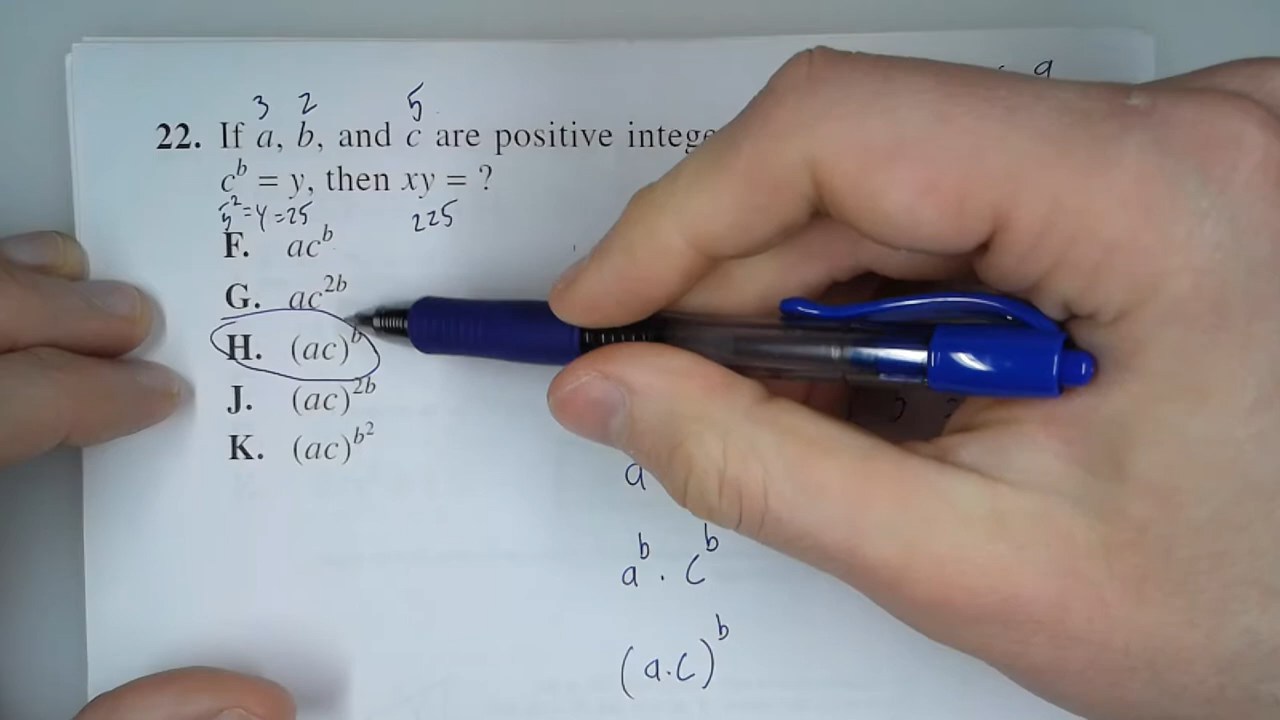 3 2 5 9
22. If a, b, and c are positive intege
c^b = y, then xy = ?
5^2 = y = 25 225
F. ac^b
G. ac^2b
H. (ac)^b
J. (ac)^2b
K. (ac)^b^2
a
a^b · c^b
(a·c)^b